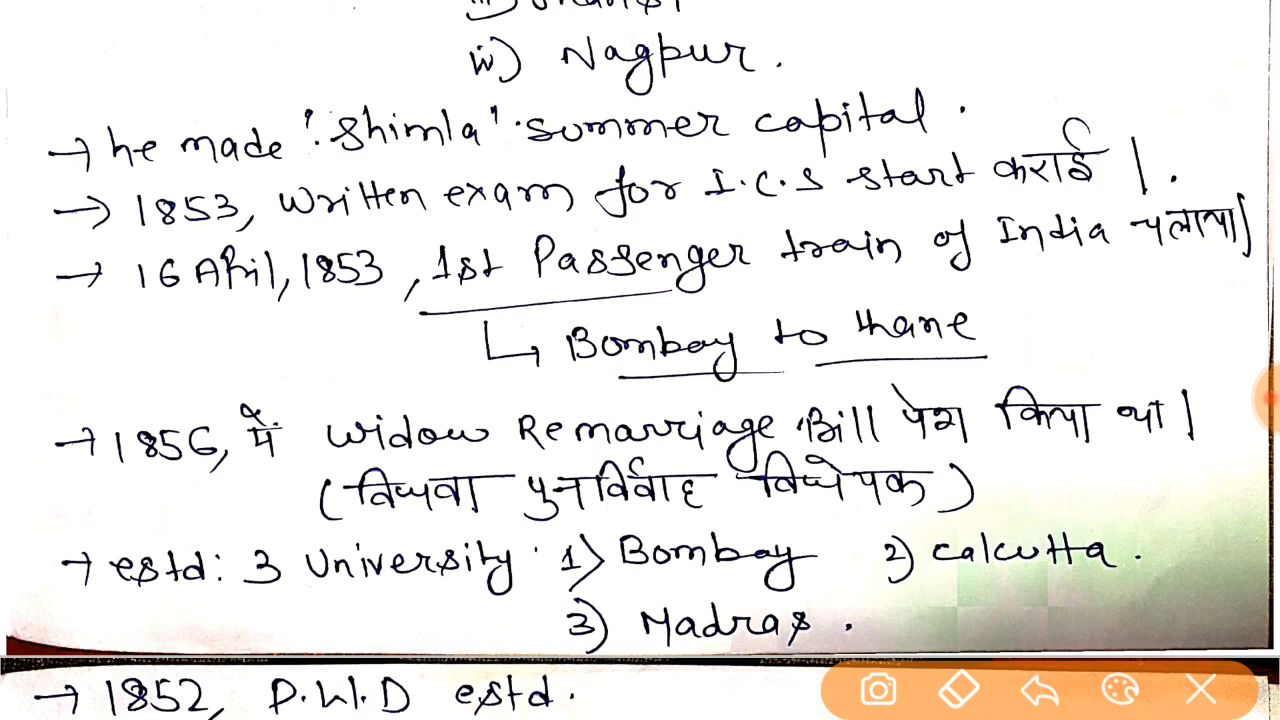 iv) Nagpur.
→ he made 'Shimla' summer capital.
→ 1853, written exam for I.C.S start कराई |.
→ 16 April, 1853, 1st Passenger train of India चलाया|
↳ Bombay to thane
→ 1856, में widow Remarriage Bill पेश किया था |
(विधवा पुनर्विवाह विधेयक)
→ estd: 3 University 1) Bombay 2) Calcutta.
3) Madras.
→ 1852, P.W.D estd.